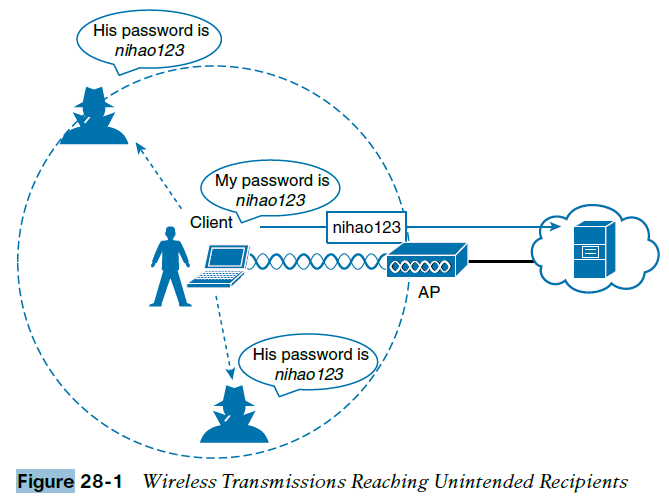 His password is
nihao123
My password is
nihao123
Client
nihao123
AP
His password is
nihao123
Figure 28-1 Wireless Transmissions Reaching Unintended Recipients